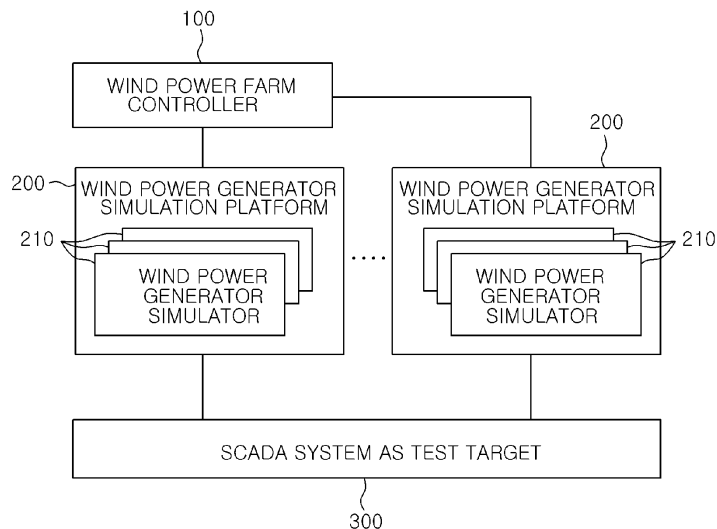 100
WIND POWER FARM
CONTROLLER
200
200
WIND POWER GENERATOR
SIMULATION PLATFORM
WIND POWER GENERATOR
SIMULATION PLATFORM
210
210
WIND POWER
GENERATOR
SIMULATOR
....
WIND POWER
GENERATOR
SIMULATOR
SCADA SYSTEM AS TEST TARGET
300